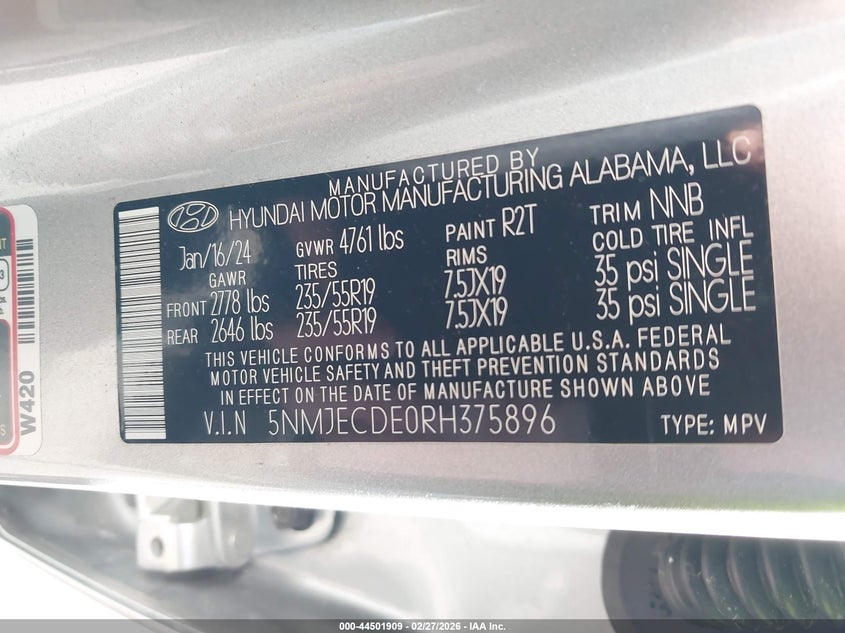 MANUFACTURED BY
HYUNDAI MOTOR MANUFACTURING ALABAMA, LLC
Jan/16/24 GVWR 4761 lbs PAINT R2T TRIM NNB
GAWR TIRES RIMS COLD TIRE INFL
FRONT 2778 lbs 235/55R19 7.5JX19 35 psi SINGLE
REAR 2646 lbs 235/55R19 7.5JX19 35 psi SINGLE
THIS VEHICLE CONFORMS TO ALL APPLICABLE U.S.A. FEDERAL
MOTOR VEHICLE SAFETY AND THEFT PREVENTION STANDARDS
IN EFFECT ON THE DATE OF MANUFACTURE SHOWN ABOVE
V.I.N 5NMJECDE0RH375896 TYPE: MPV
W420
000-44501909 - 02/27/2026 - IAA Inc.